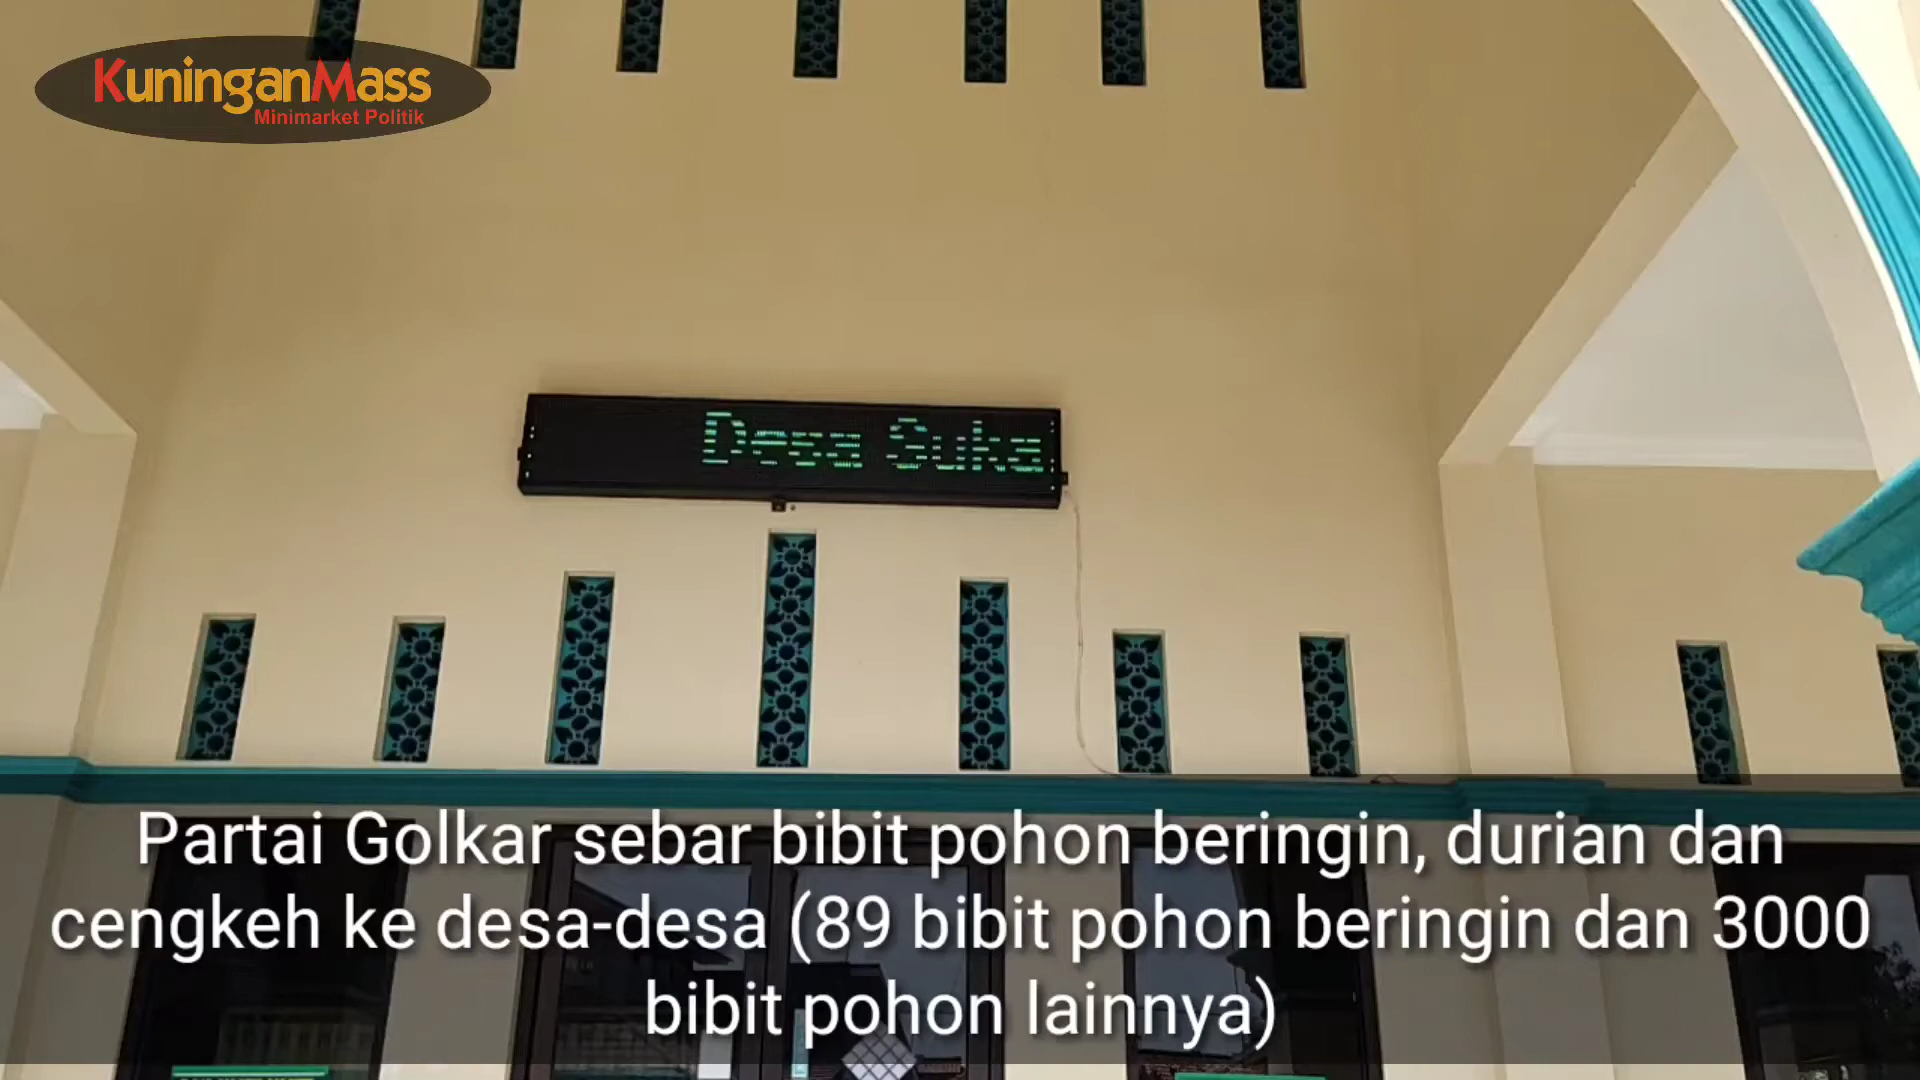 KuninganMass
Minimarket Politik
Desa Suka
Partai Golkar sebar bibit pohon beringin, durian dan
cengkeh ke desa-desa (89 bibit pohon beringin dan 3000
bibit pohon lainnya)